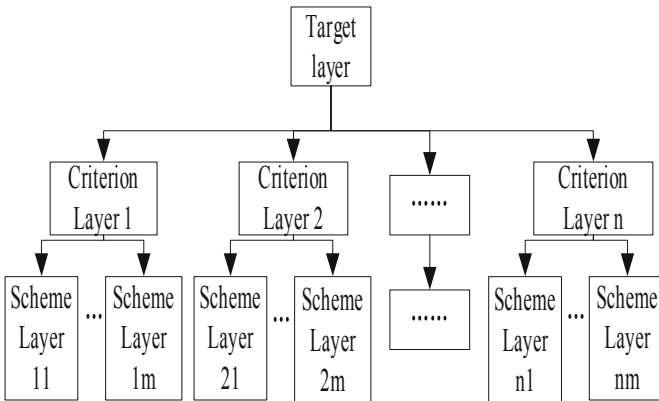 Target
layer
Criterion
Layer 1
Criterion
Layer 2
······
Criterion
Layer n
Scheme
Layer
11
...
Scheme
Layer
1m
Scheme
Layer
21
...
Scheme
Layer
2m
······
Scheme
Layer
n1
...
Scheme
Layer
nm